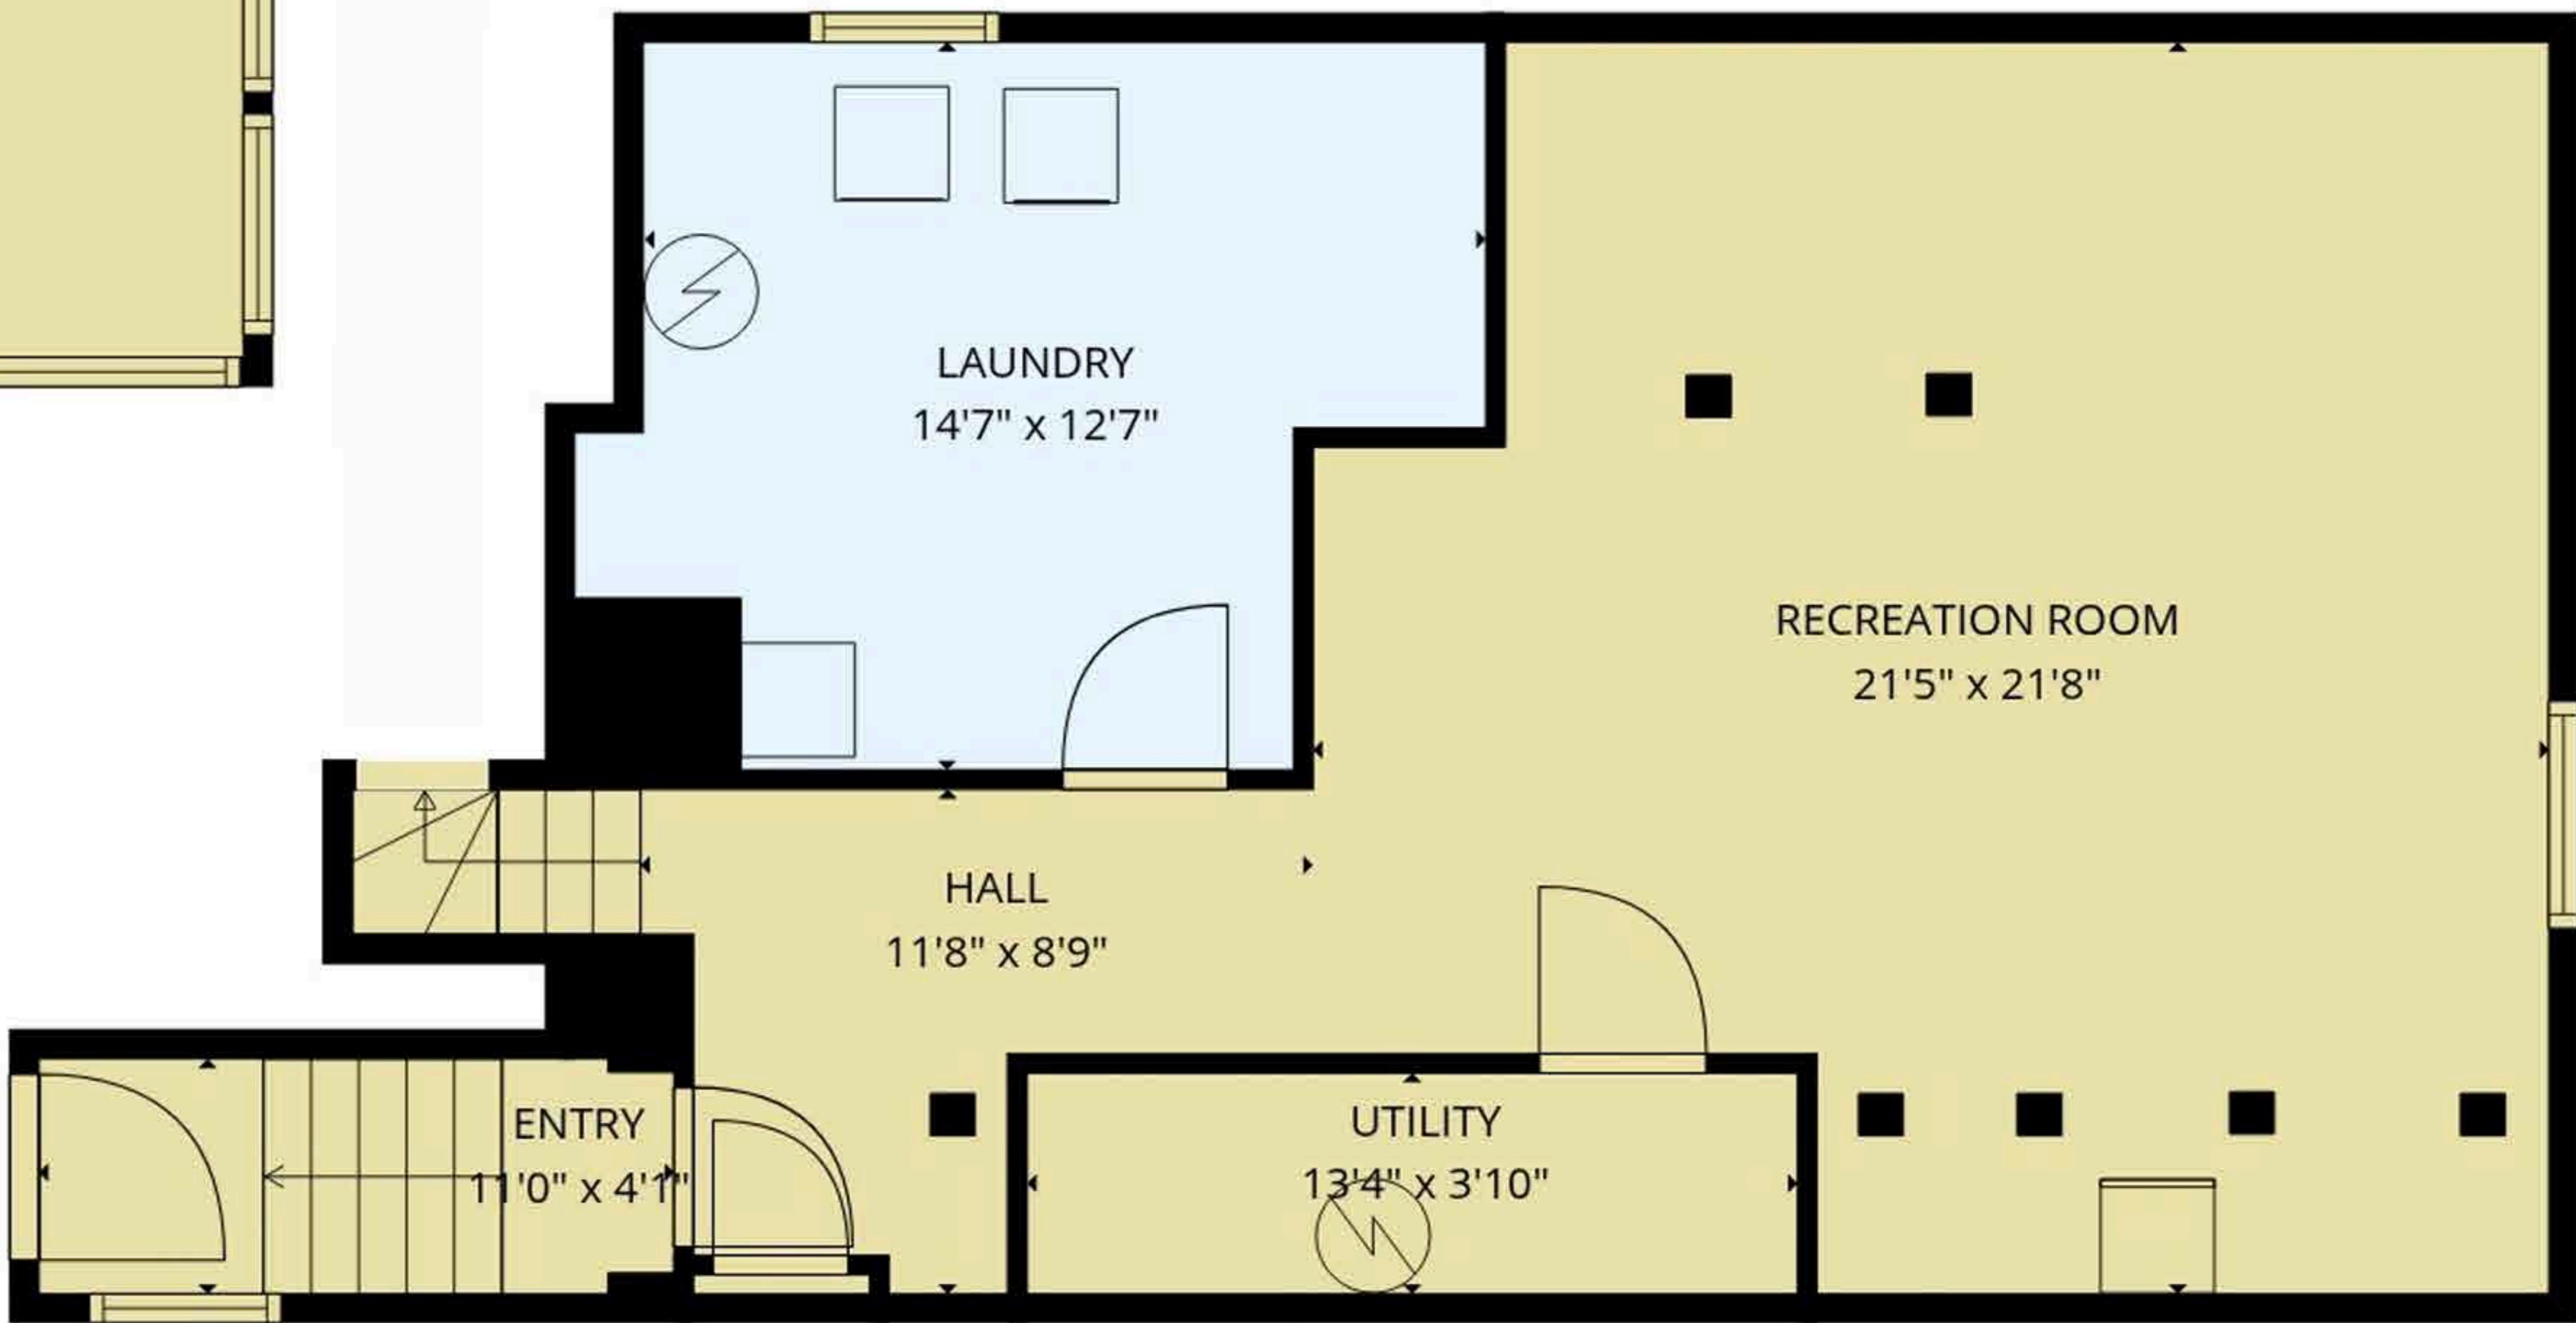 LAUNDRY
14'7" x 12'7"
RECREATION ROOM
21'5" x 21'8"
HALL
11'8" x 8'9"
ENTRY
11'0" x 4'1"
UTILITY
13'4" x 3'10"